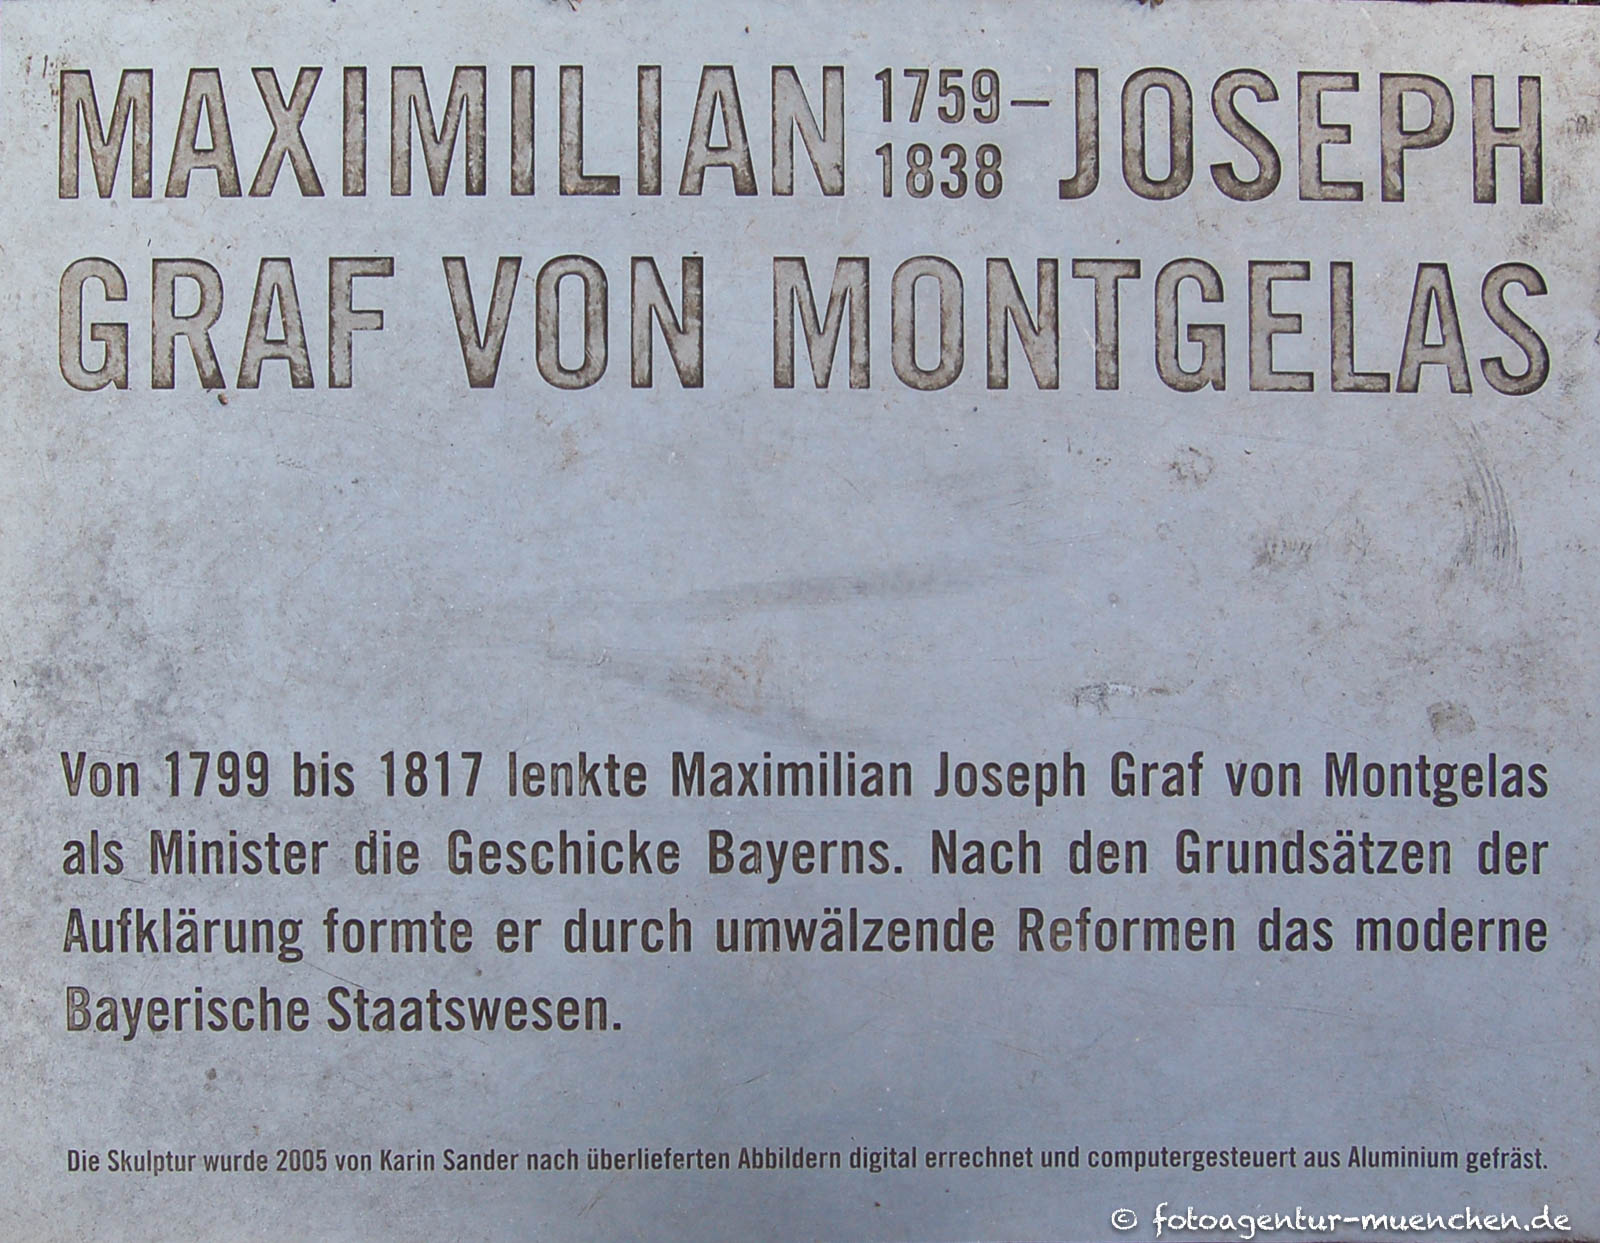 MAXIMILIAN 1759– JOSEPH
1838
GRAF VON MONTGELAS
Von 1799 bis 1817 lenkte Maximilian Joseph Graf von Montgelas
als Minister die Geschicke Bayerns. Nach den Grundsätzen der
Aufklärung formte er durch umwälzende Reformen das moderne
Bayerische Staatswesen.
Die Skulptur wurde 2005 von Karin Sander nach überlieferten Abbildern digital errechnet und computergesteuert aus Aluminium gefräst.
© fotoagentur-muenchen.de